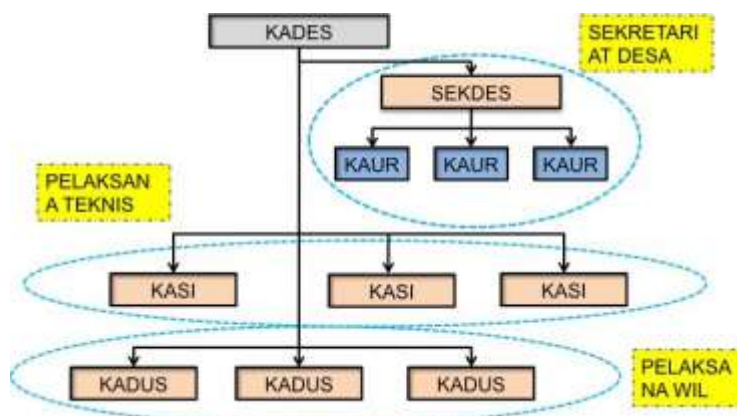 KADES
SEKRETARI
AT DESA
SEKDES
KAUR KAUR KAUR
PELAKSAN
A TEKNIS
KASI KASI KASI
KADUS KADUS KADUS
PELAKSA
NA WIL